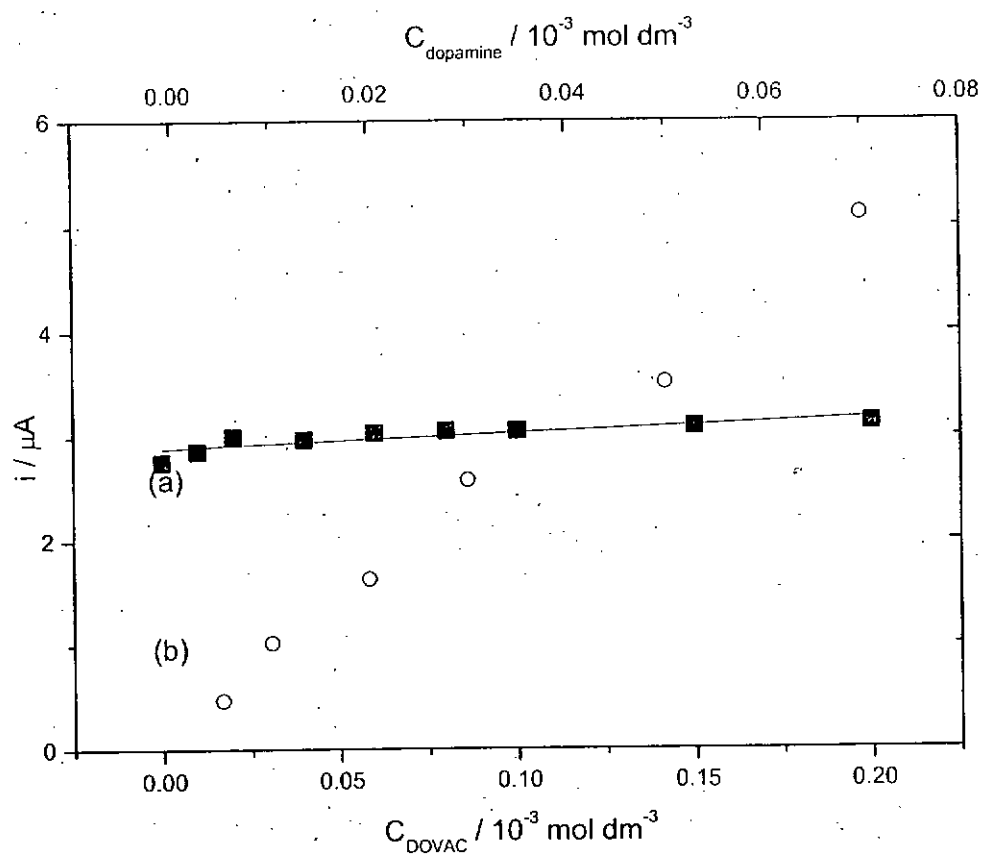 C_dopamine / 10^-3 mol dm^-3
0.00 0.02 0.04 0.06 0.08
6
4
i / μA
(a)
2
(b)
0
0.00 0.05 0.10 0.15 0.20
C_DOVAC / 10^-3 mol dm^-3